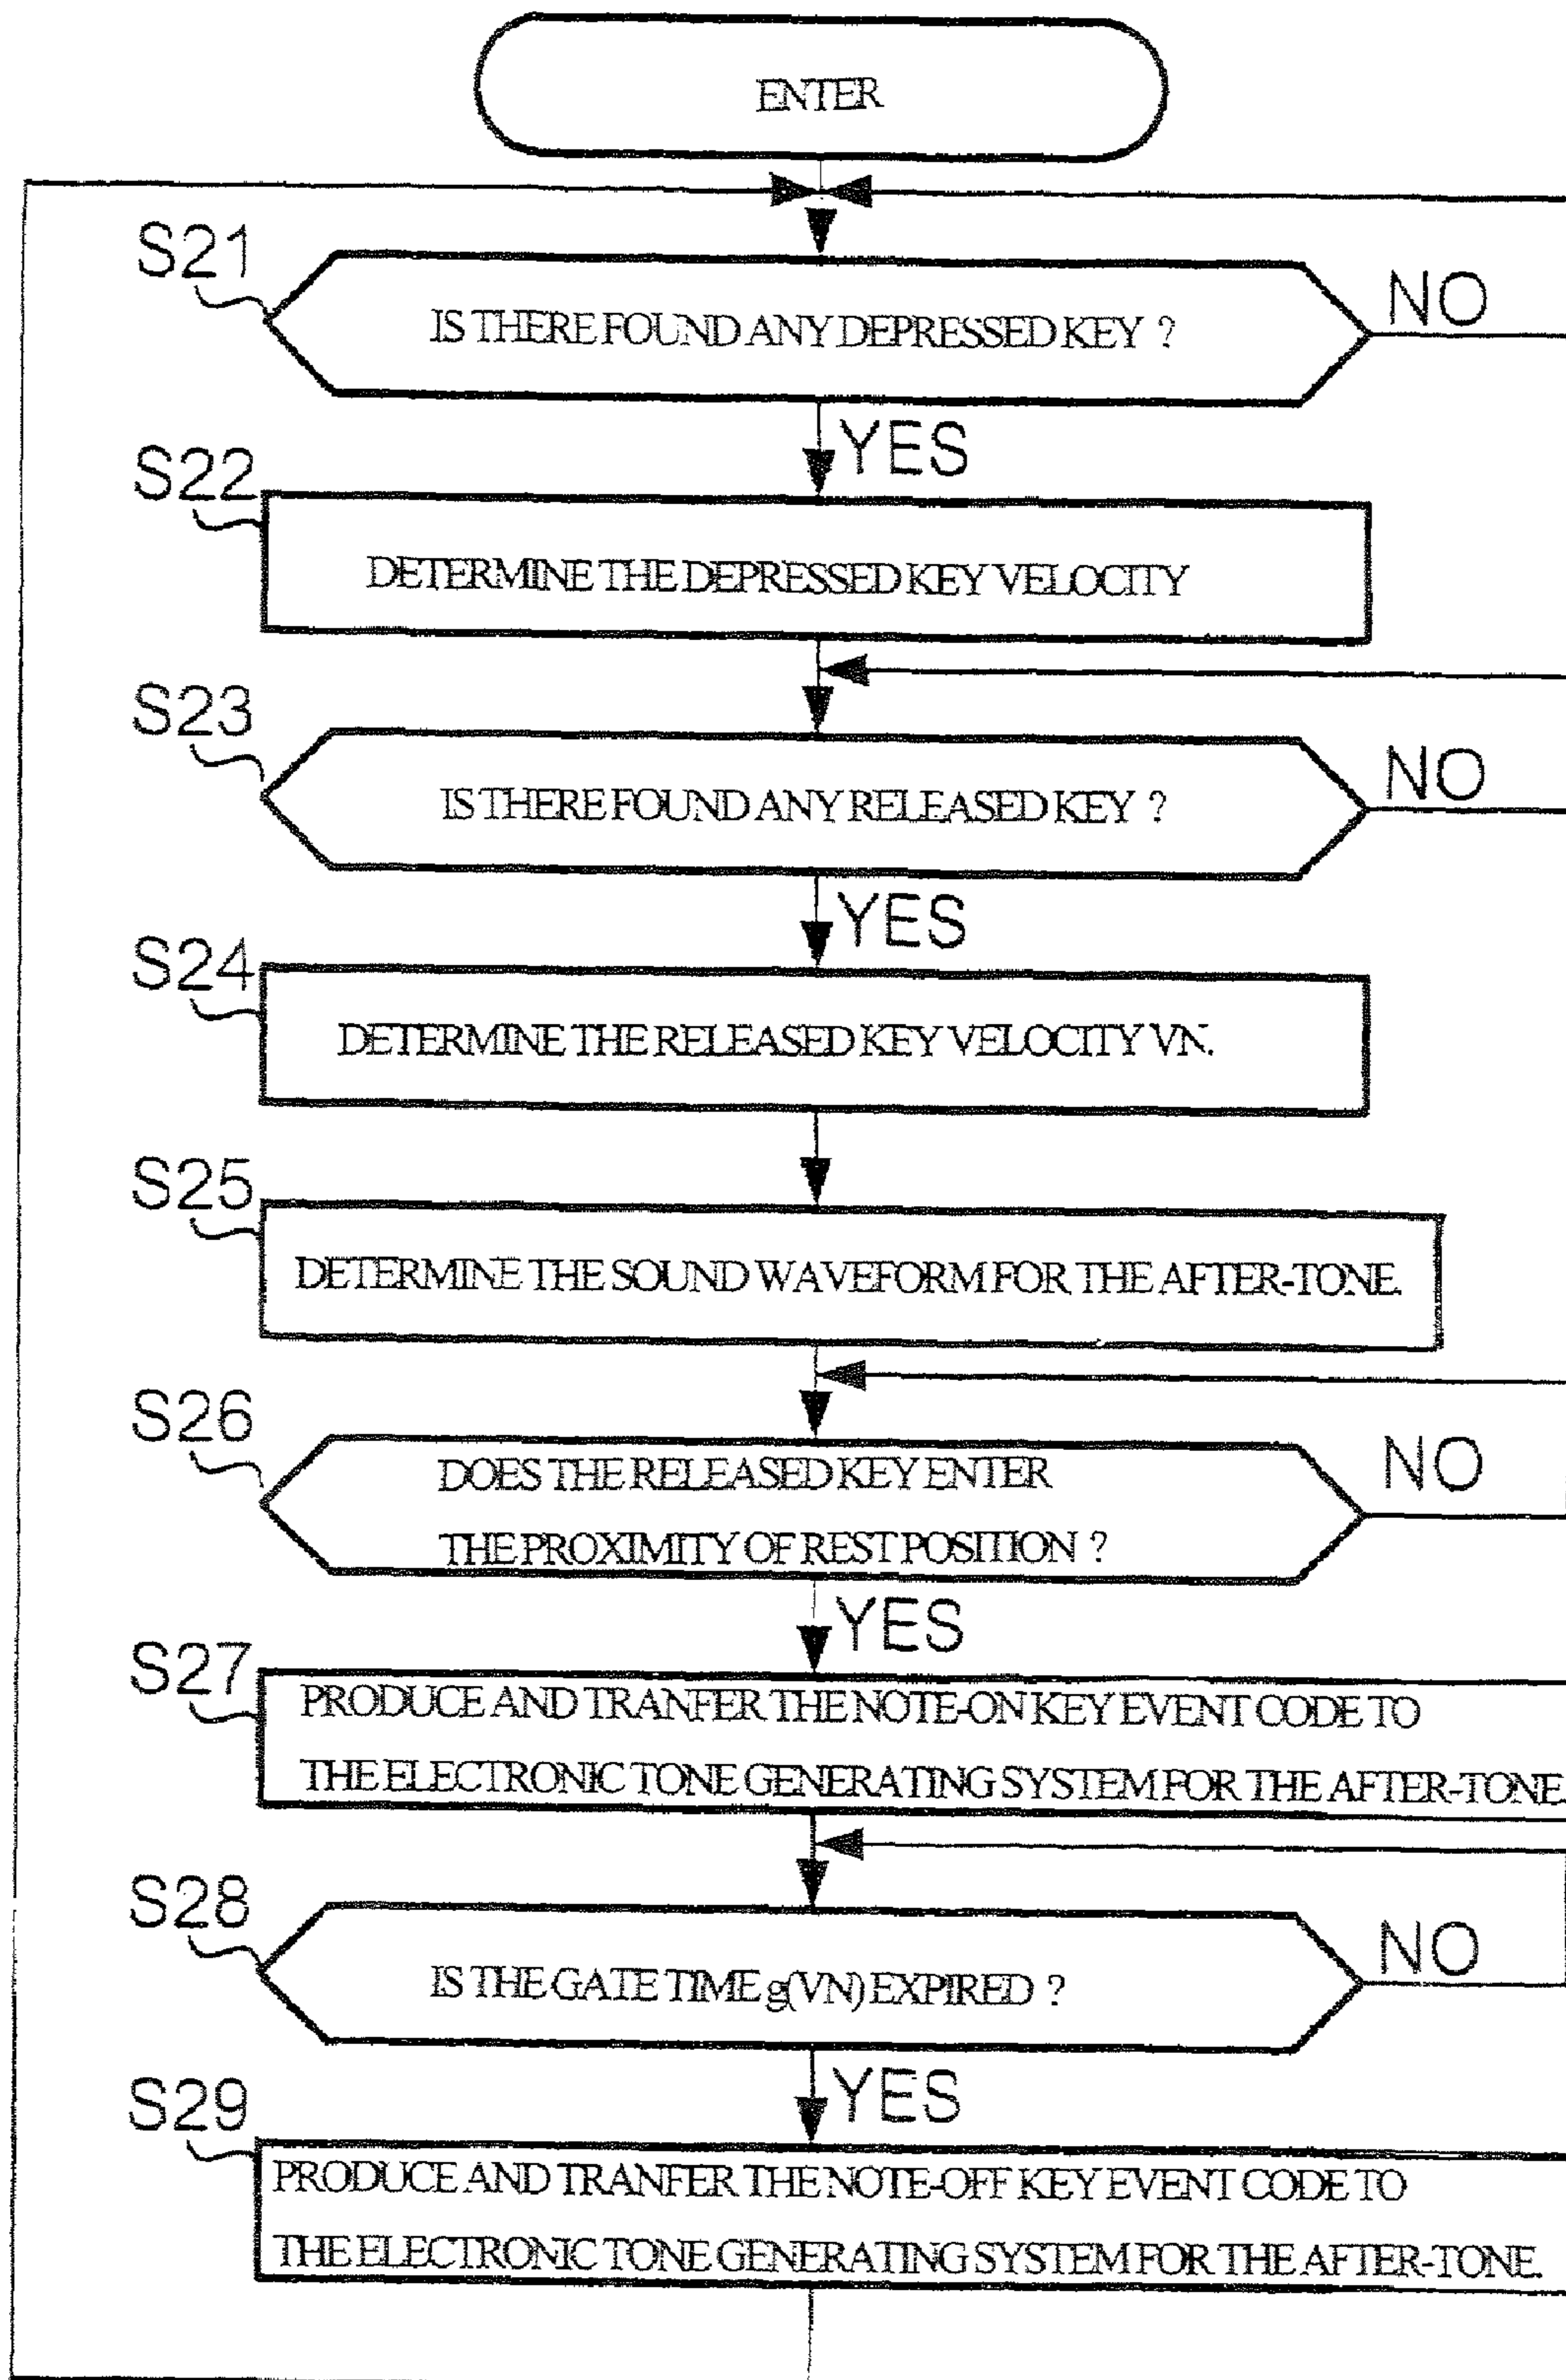 ENTER
S21
IS THERE FOUND ANY DEPRESSED KEY ?
NO
YES
S22
DETERMINE THE DEPRESSED KEY VELOCITY
S23
IS THERE FOUND ANY RELEASED KEY ?
NO
YES
S24
DETERMINE THE RELEASED KEY VELOCITY VN.
S25
DETERMINE THE SOUND WAVEFORM FOR THE AFTER-TONE.
S26
DOES THE RELEASED KEY ENTER
THE PROXIMITY OF REST POSITION ?
NO
YES
S27
PRODUCE AND TRANFER THE NOTE-ON KEY EVENT CODE TO
THE ELECTRONIC TONE GENERATING SYSTEM FOR THE AFTER-TONE.
S28
IS THE GATE TIME g(VN) EXPIRED ?
NO
YES
S29
PRODUCE AND TRANFER THE NOTE-OFF KEY EVENT CODE TO
THE ELECTRONIC TONE GENERATING SYSTEM FOR THE AFTER-TONE.